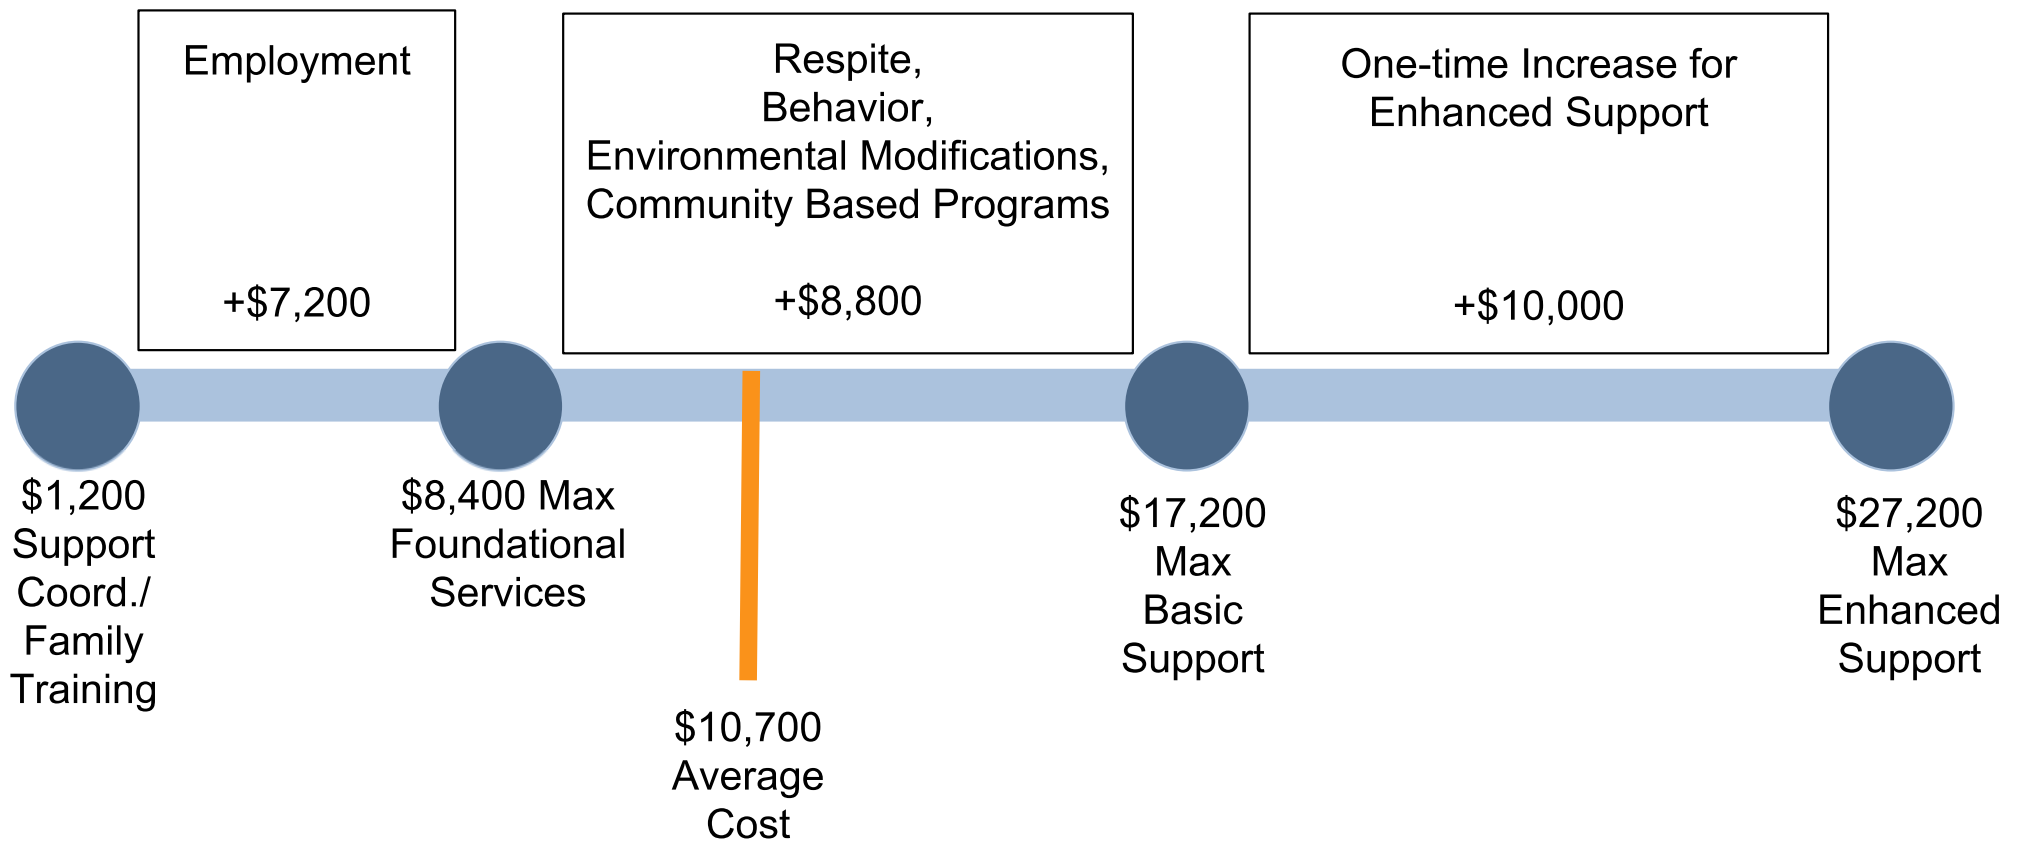 Employment
+$7,200
Respite,
Behavior,
Environmental Modifications,
Community Based Programs
+$8,800
One-time Increase for
Enhanced Support
+$10,000
$1,200
Support
Coord./
Family
Training
$8,400 Max
Foundational
Services
$10,700
Average
Cost
$17,200
Max
Basic
Support
$27,200
Max
Enhanced
Support